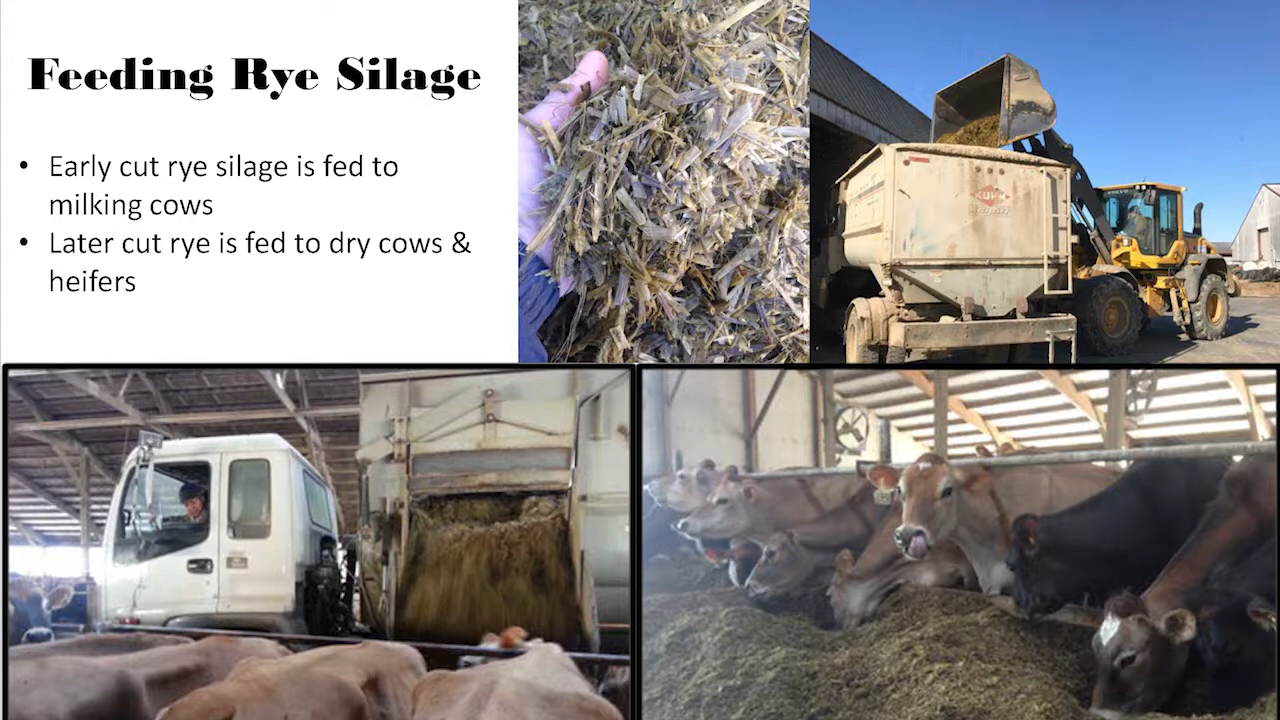 Feeding Rye Silage
• Early cut rye silage is fed to
milking cows
• Later cut rye is fed to dry cows &
heifers
KUHN
VOLVO